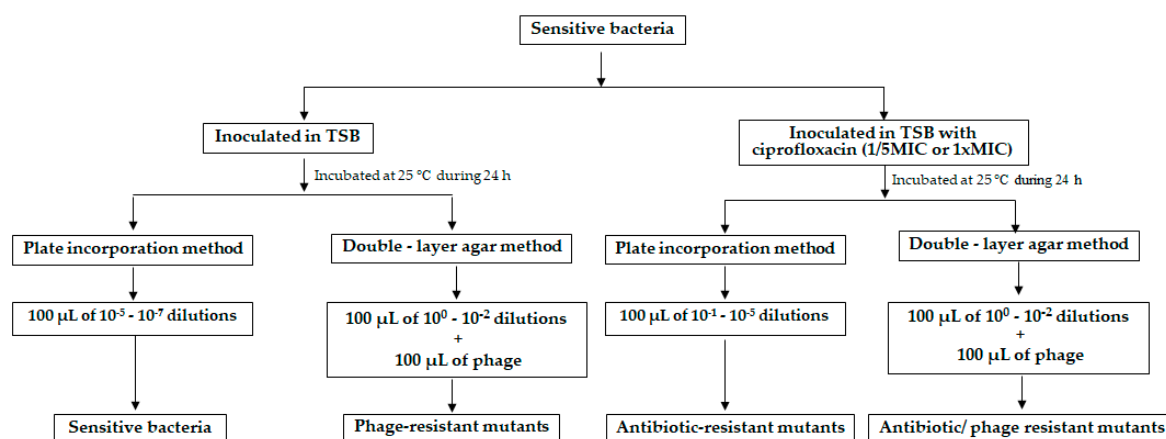 Sensitive bacteria
Inoculated in TSB
Inoculated in TSB with
ciprofloxacin (1/5MIC or 1xMIC)
Incubated at 25 °C during 24 h
Incubated at 25 °C during 24 h
Plate incorporation method
Double - layer agar method
Plate incorporation method
Double - layer agar method
100 µL of 10⁻⁵ - 10⁻⁷ dilutions
100 µL of 10⁰ - 10⁻² dilutions
+
100 µL of phage
100 µL of 10⁻¹ - 10⁻⁵ dilutions
100 µL of 10⁰ - 10⁻² dilutions
+
100 µL of phage
Sensitive bacteria
Phage-resistant mutants
Antibiotic-resistant mutants
Antibiotic/ phage resistant mutants